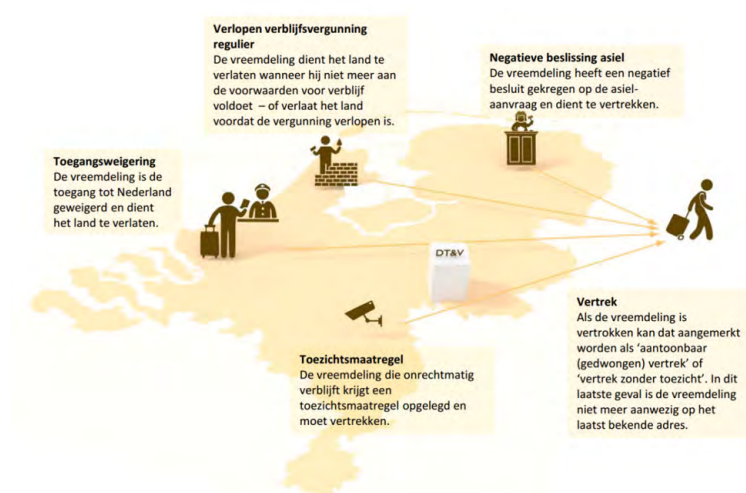 Verlopen verblijfsvergunning
regulier
De vreemdeling dient het land te
verlaten wanneer hij niet meer aan
de voorwaarden voor verblijf
voldoet – of verlaat het land
voordat de vergunning verlopen is.
Negatieve beslissing asiel
De vreemdeling heeft een negatief
besluit gekregen op de asiel-
aanvraag en dient te vertrekken.
Toegangsweigering
De vreemdeling is de
toegang tot Nederland
geweigerd en dient
het land te verlaten.
DT&V
Toezichtsmaatregel
De vreemdeling die onrechtmatig
verblijft krijgt een
toezichtsmaatregel opgelegd en
moet vertrekken.
Vertrek
Als de vreemdeling is
vertrokken kan dat aangemerkt
worden als ‘aantoonbaar
(gedwongen) vertrek’ of
‘vertrek zonder toezicht’. In dit
laatste geval is de vreemdeling
niet meer aanwezig op het
laatst bekende adres.